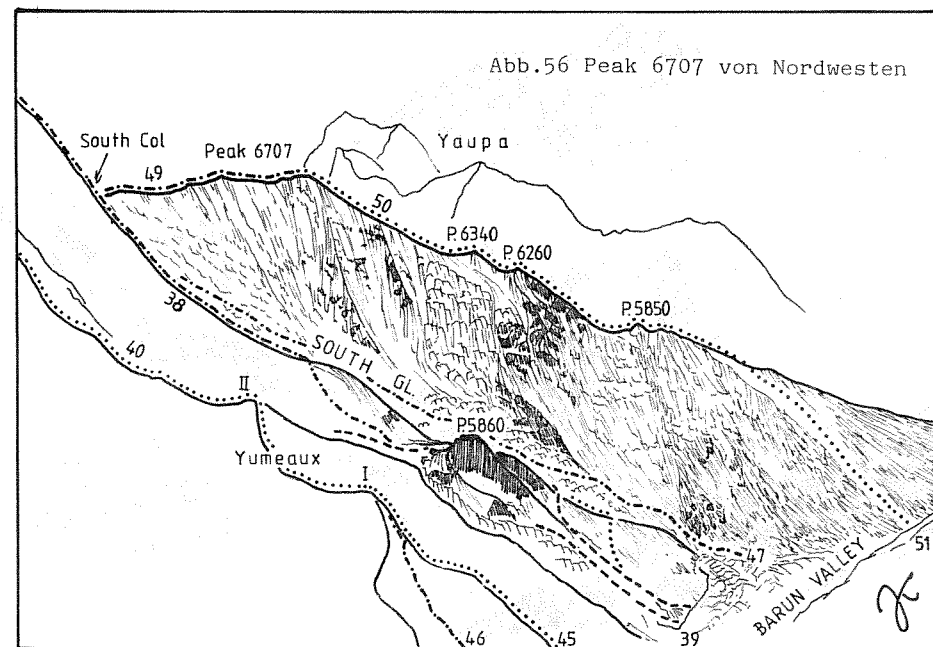 Abb.56 Peak 6707 von Nordwesten
South Col
Peak 6707
Yaupa
49
50
P.6340
P.6260
P.5850
38
SOUTH GL.
40
II
P.5860
Yumeaux
I
47
51
BARUN VALLEY
46
45
39